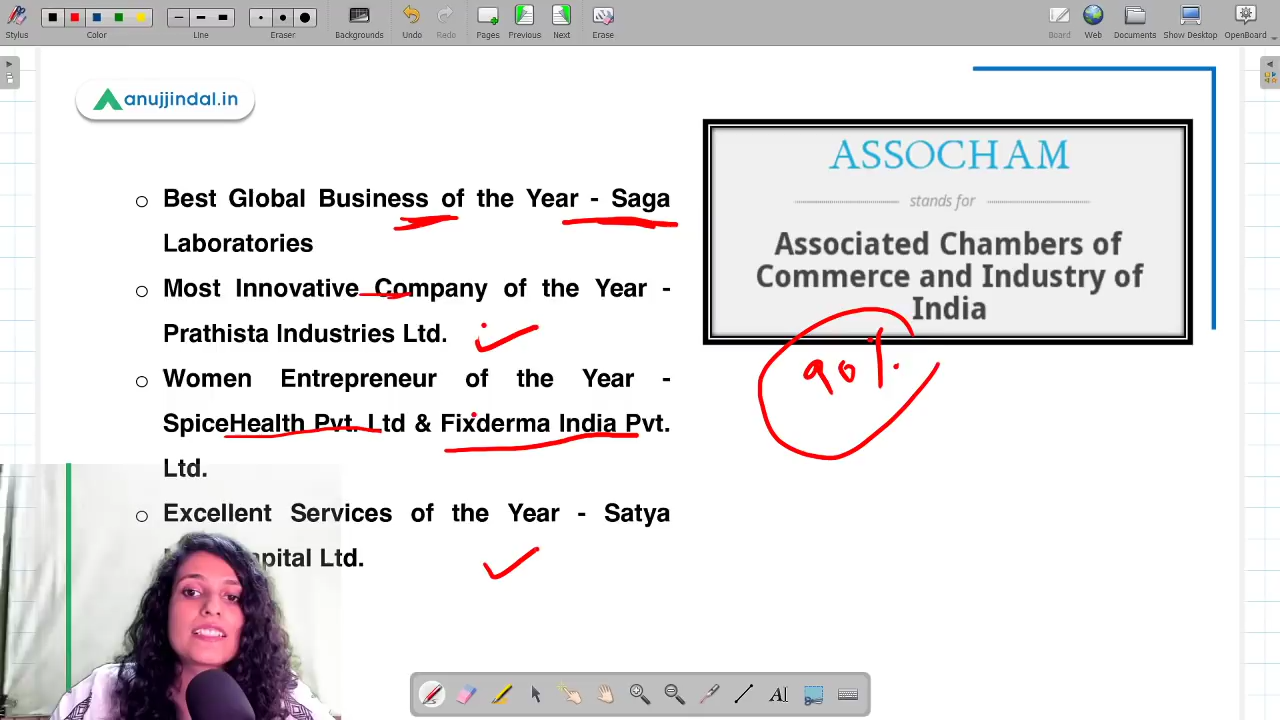 Stylus
Color
Line
Eraser
Backgrounds
Undo
Redo
Pages
Previous
Next
Erase
Board
Web
Documents
Show Desktop
OpenBoard
anujjindal.in
Best Global Business of the Year - Saga
Laboratories
Most Innovative Company of the Year -
Prathista Industries Ltd.
Women Entrepreneur of the Year -
SpiceHealth Pvt. Ltd & Fixderma India Pvt.
Ltd.
Excellent Services of the Year - Satya
apital Ltd.
ASSOCHAM
stands for
Associated Chambers of
Commerce and Industry of
India
90%
AI